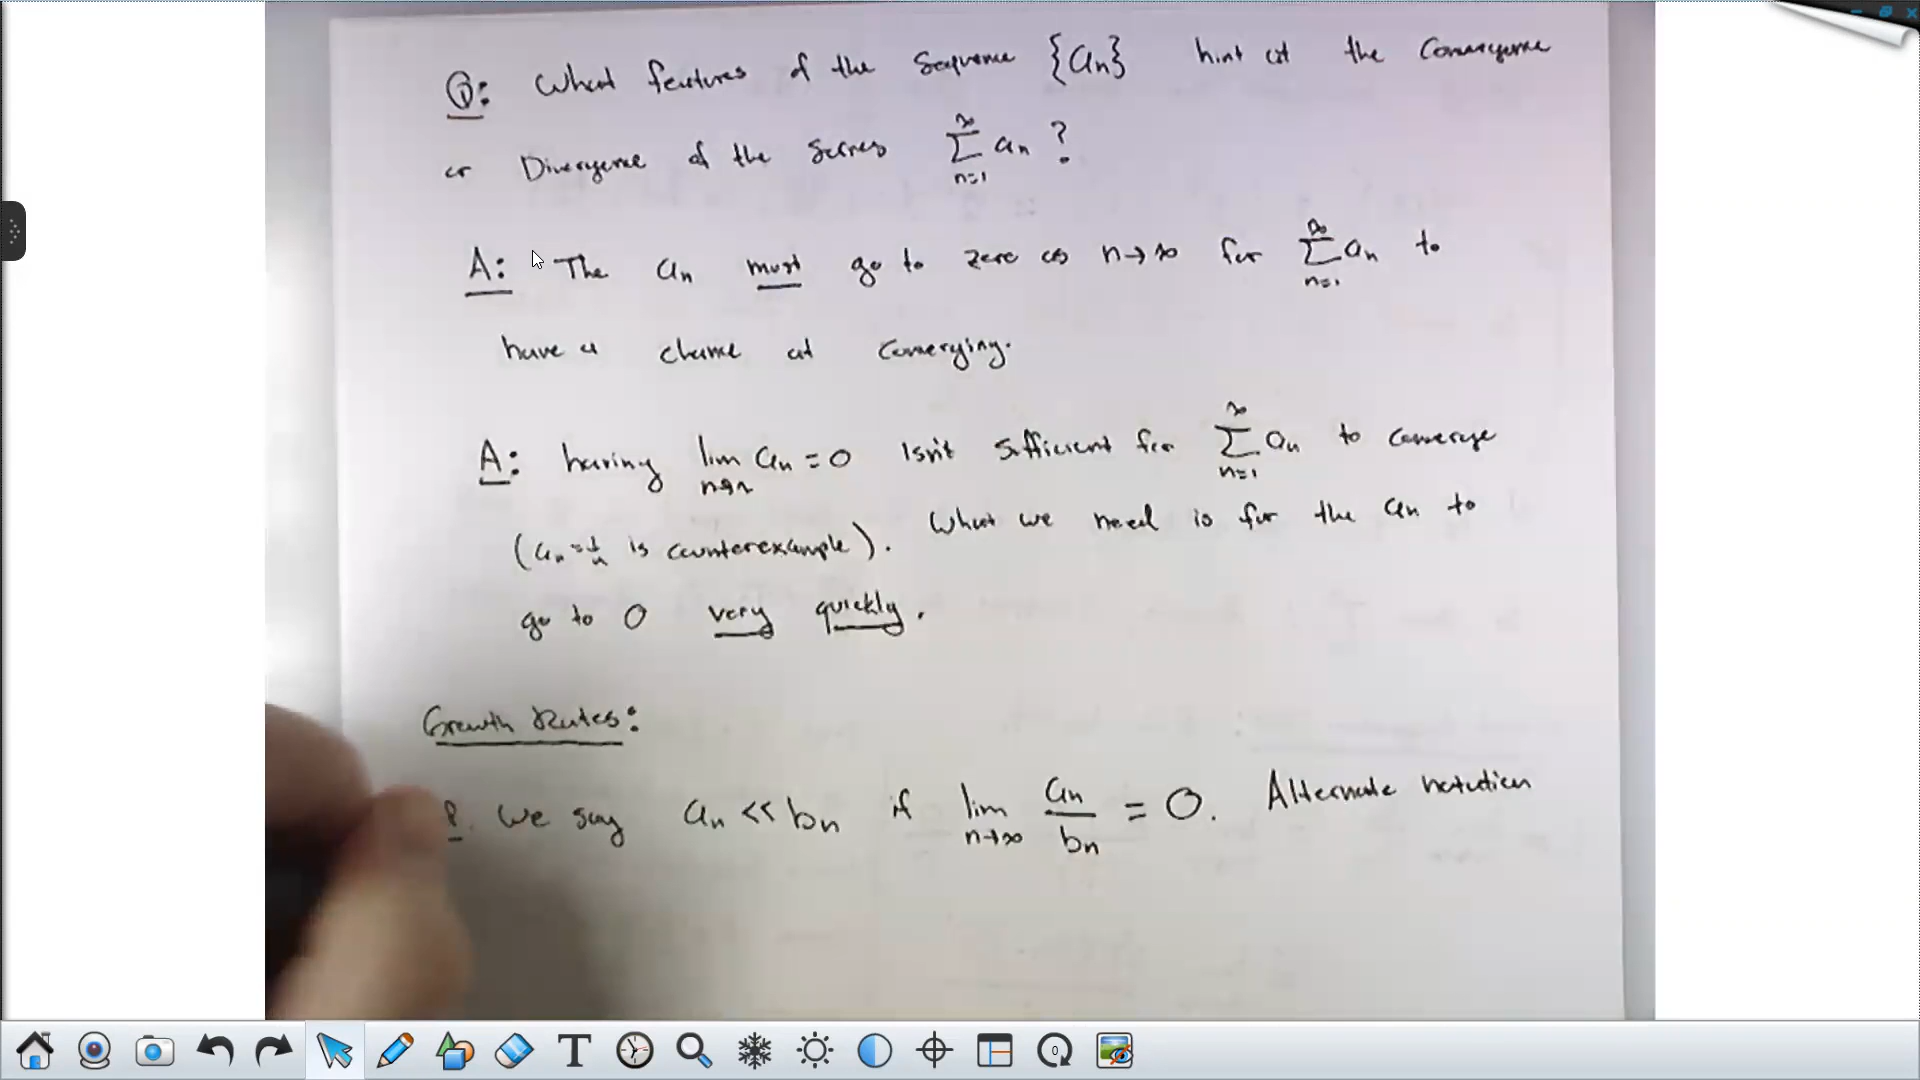 Q: What features of the sequence {an} hint at the convergence
or Divergence of the series ∑_{n=1}^{∞} an ?
A: The an must go to zero as n→∞ for ∑_{n=1}^{∞} an to
have a chance at converging.
A: having lim_{n→∞} an = 0 isn't sufficient for ∑_{n=1}^{∞} an to converge
(an = 1/n is counterexample). What we need is for the an to
go to 0 very quickly.
Growth Rates:
We say an << bn if lim_{n→∞} an/bn = 0. Alternate notation